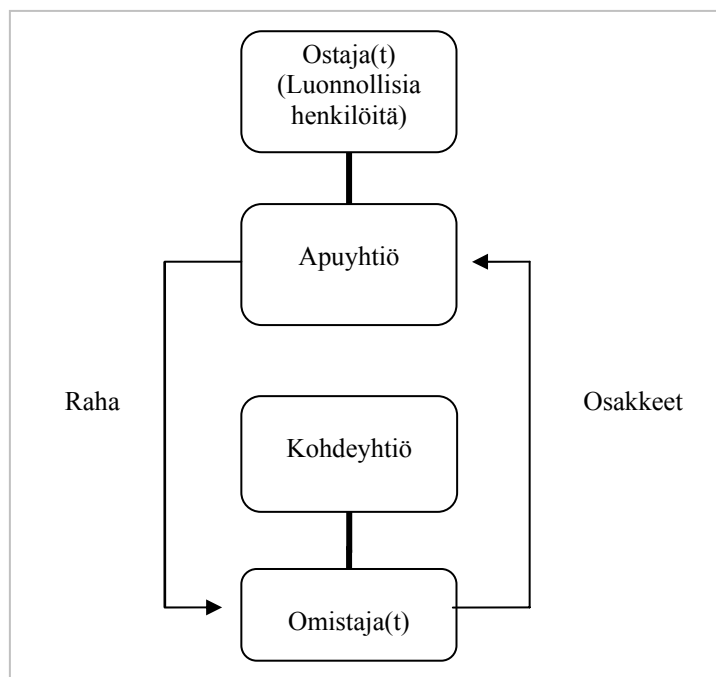 Ostaja(t)
(Luonnollisia
henkilöitä)
Apuyhtiö
Raha
Osakkeet
Kohdeyhtiö
Omistaja(t)